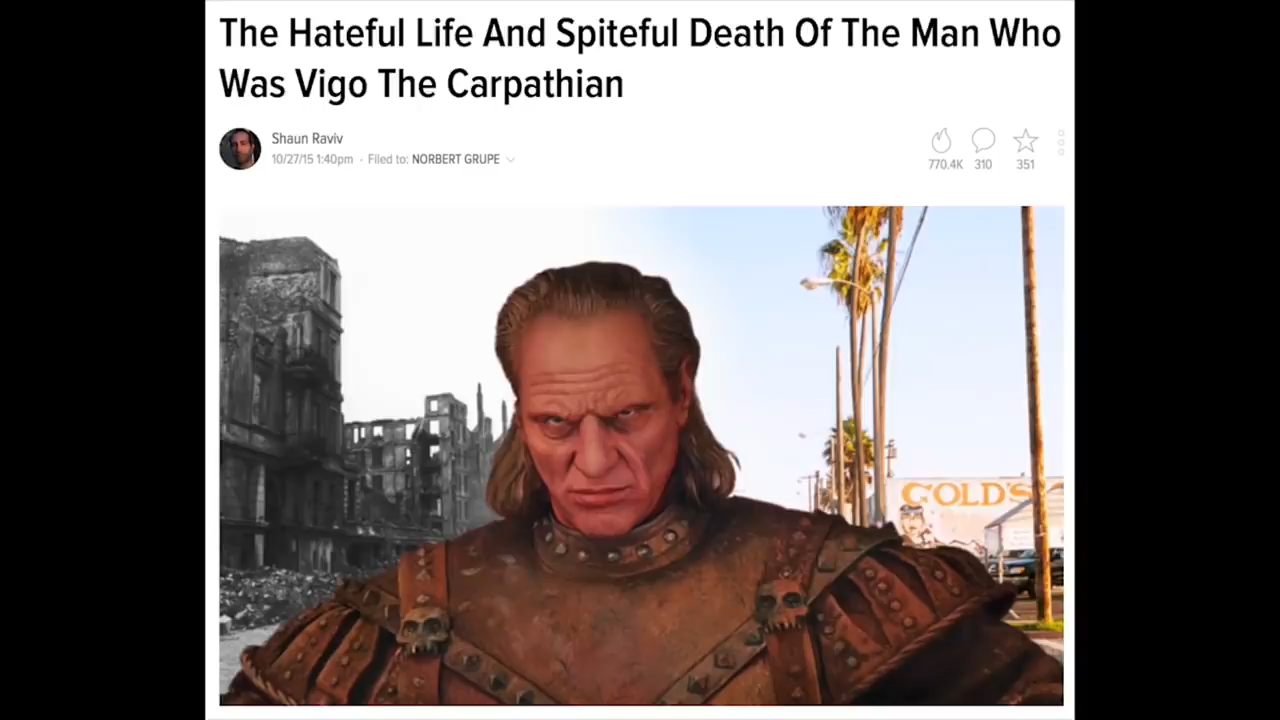 The Hateful Life And Spiteful Death Of The Man Who
Was Vigo The Carpathian
Shaun Raviv
10/27/15 1:40pm · Filed to: NORBERT GRUPE
770.4K 310 351
GOLD'S